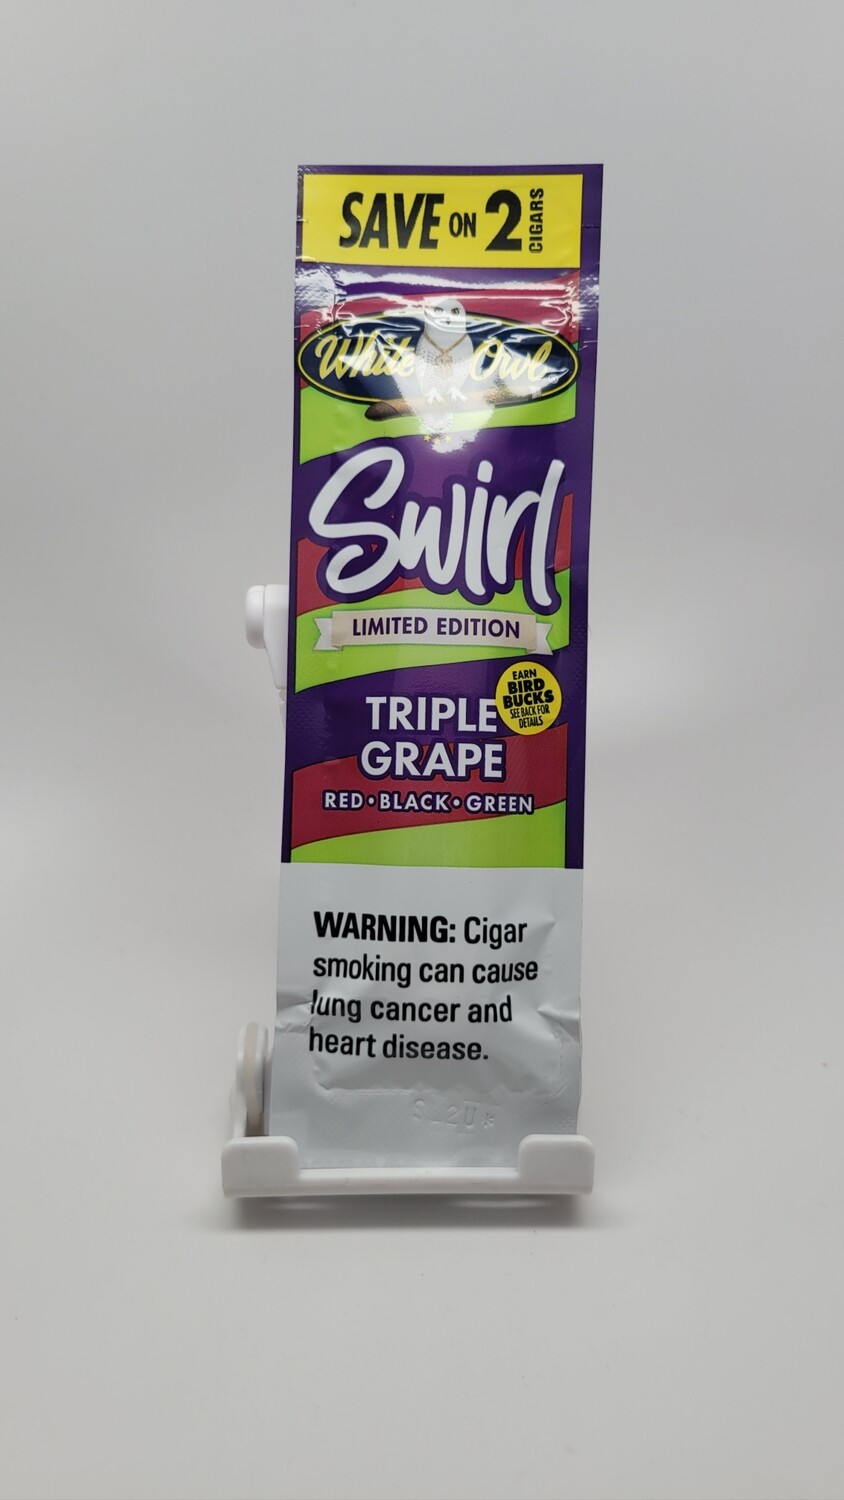 SAVE ON 2 CIGARS
White Owl
Swirl
LIMITED EDITION
EARN
BIRD
BUCKS
SEE BACK FOR
DETAILS
TRIPLE
GRAPE
RED•BLACK•GREEN
WARNING: Cigar
smoking can cause
lung cancer and
heart disease.